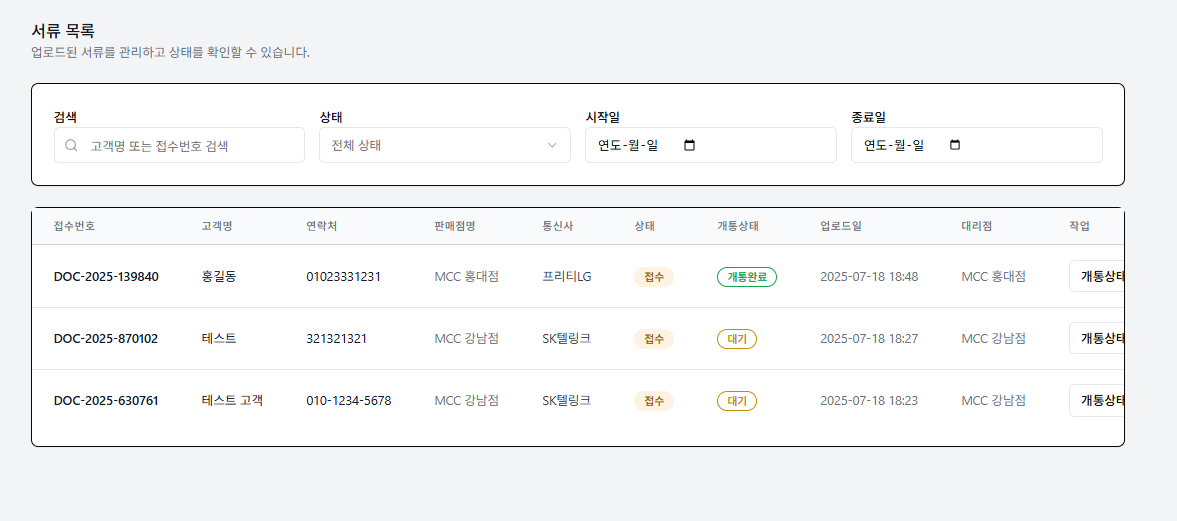 서류 목록
업로드된 서류를 관리하고 상태를 확인할 수 있습니다.
검색 상태 시작일 종료일
고객명 또는 접수번호 검색 전체 상태 연도-월-일 연도-월-일
접수번호 고객명 연락처 판매점명 통신사 상태 개통상태 업로드일 대리점 작업
DOC-2025-139840 홍길동 01023331231 MCC 홍대점 프리티LG 접수 개통완료 2025-07-18 18:48 MCC 홍대점 개통상태
DOC-2025-870102 테스트 321321321 MCC 강남점 SK텔링크 접수 대기 2025-07-18 18:27 MCC 강남점 개통상태
DOC-2025-630761 테스트 고객 010-1234-5678 MCC 강남점 SK텔링크 접수 대기 2025-07-18 18:23 MCC 강남점 개통상태